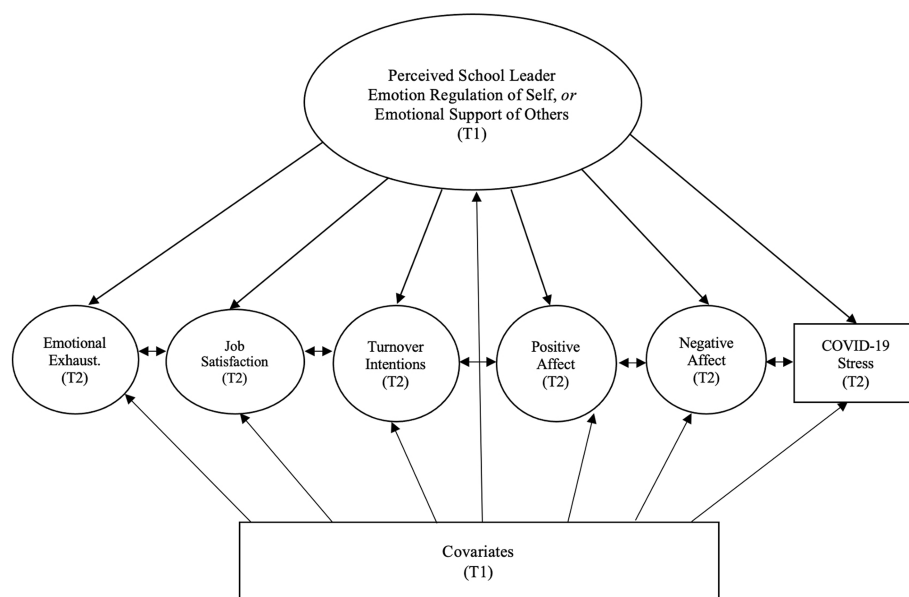 Perceived School Leader
Emotion Regulation of Self, or
Emotional Support of Others
(T1)
Emotional
Exhaust.
(T2)
Job
Satisfaction
(T2)
Turnover
Intentions
(T2)
Positive
Affect
(T2)
Negative
Affect
(T2)
COVID-19
Stress
(T2)
Covariates
(T1)